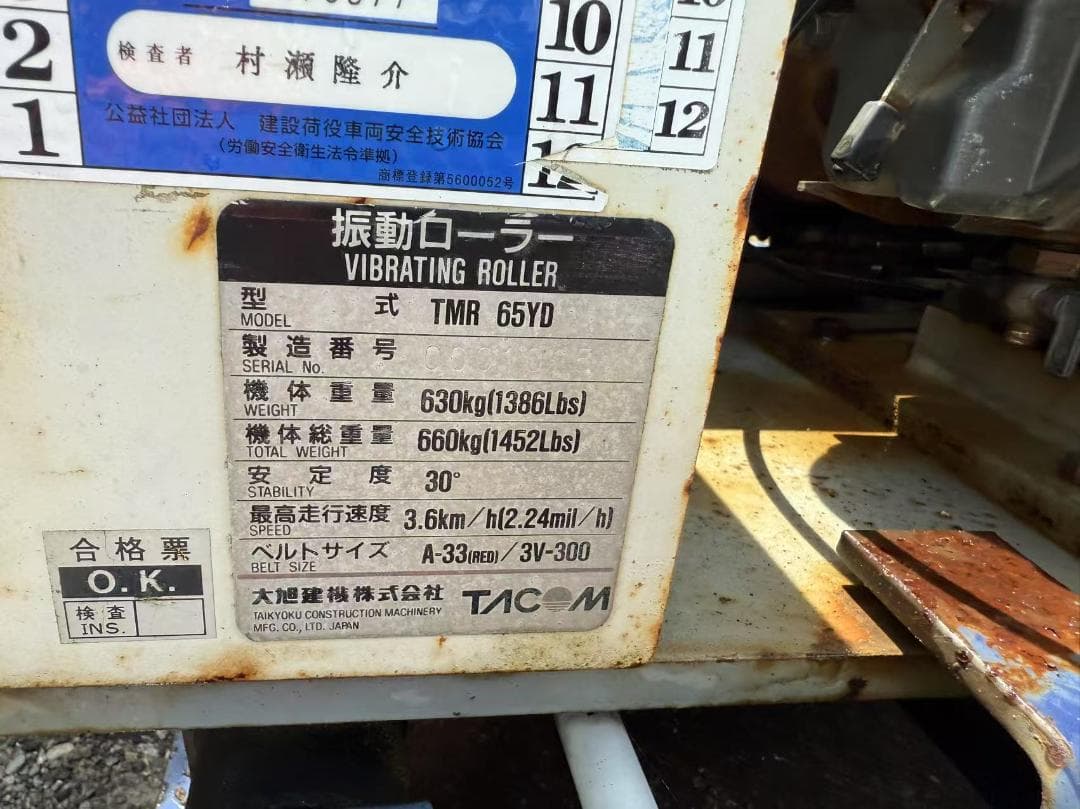 2
1
検査者 村瀬隆介
公益社団法人 建設荷役車両安全技術協会
(労働安全衛生法令準拠)
商標登録第5600052号
10
11
11
12
振動ローラー
VIBRATING ROLLER
型式 TMR 65YD
MODEL
製造番号
SERIAL No.
機体重量 630kg(1386Lbs)
WEIGHT
機体総重量 660kg(1452Lbs)
TOTAL WEIGHT
安定度 30°
STABILITY
最高走行速度 3.6km/h(2.24mil/h)
SPEED
ベルトサイズ A-33(RED)/3V-300
BELT SIZE
大旭建機株式会社 TACOM
TAIKYOKU CONSTRUCTION MACHINERY
MFG. CO., LTD. JAPAN
合格票
O.K.
検査
INS.